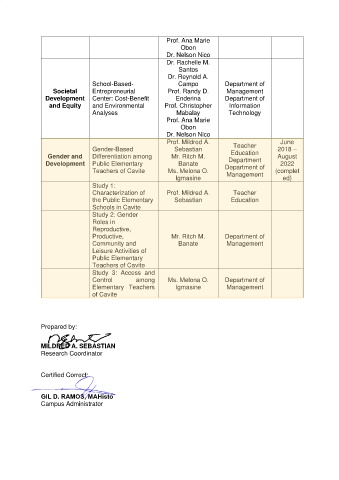 Prof. Ana Marie
Obon
Dr. Nelson Nico
Societal
Development
and Equity
School-Based-
Entrepreneurial
Center: Cost-Benefit
and Environmental
Analyses
Dr. Rachelle M.
Santos
Dr. Reynold A.
Campo
Prof. Randy D.
Enderina
Prof. Christopher
Mabalay
Prof. Ana Marie
Obon
Dr. Nelson Nico
Department of
Management
Department of
Information
Technology
Gender and
Development
Gender-Based
Differentiation among
Public Elementary
Teachers of Cavite
Prof. Mildred A.
Sebastian
Mr. Ritch M.
Banate
Ms. Melona O.
Igmasine
Teacher
Education
Department
Department of
Management
June
2018 –
August
2022
(complet
ed)
Study 1:
Characterization of
the Public Elementary
Schools in Cavite
Prof. Mildred A.
Sebastian
Teacher
Education
Study 2: Gender
Roles in
Reproductive,
Productive,
Community and
Leisure Activities of
Public Elementary
Teachers of Cavite
Mr. Ritch M.
Banate
Department of
Management
Study 3: Access and
Control among
Elementary Teachers
of Cavite
Ms. Melona O.
Igmasine
Department of
Management
Prepared by:
MILDRED A. SEBASTIAN
Research Coordinator
Certified Correct:
GIL D. RAMOS, MAHisto
Campus Administrator